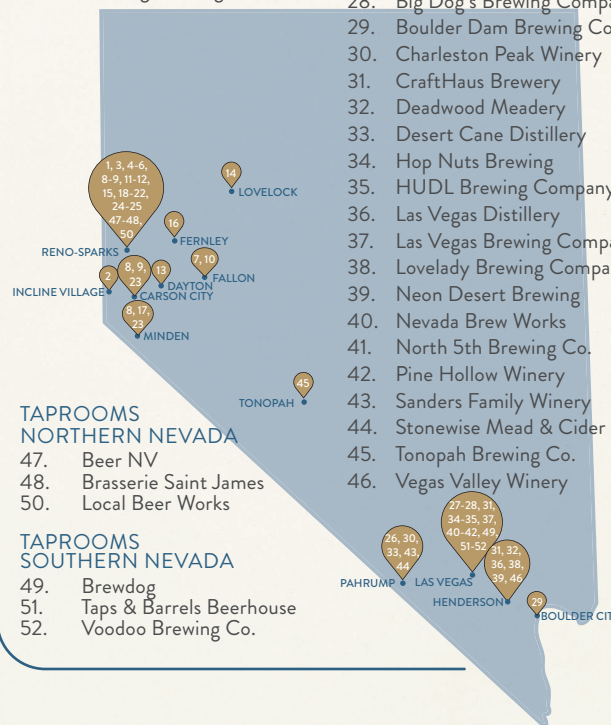 28. Big Dog's Brewing Compa
29. Boulder Dam Brewing Co
30. Charleston Peak Winery
31. CraftHaus Brewery
32. Deadwood Meadery
33. Desert Cane Distillery
34. Hop Nuts Brewing
35. HUDL Brewing Company
36. Las Vegas Distillery
37. Las Vegas Brewing Compa
38. Lovelady Brewing Compa
39. Neon Desert Brewing
40. Nevada Brew Works
41. North 5th Brewing Co.
42. Pine Hollow Winery
43. Sanders Family Winery
44. Stonewise Mead & Cider
45. Tonopah Brewing Co.
46. Vegas Valley Winery
1, 3, 4-6,
8-9, 11-12,
15, 18-22,
24-25
47-48,
50
RENO-SPARKS
14
LOVELOCK
16
FERNLEY
7, 10
FALLON
13
DAYTON
2
INCLINE VILLAGE
8, 9,
23
CARSON CITY
8, 17,
23
MINDEN
45
TONOPAH
TAPROOMS
NORTHERN NEVADA
47. Beer NV
48. Brasserie Saint James
50. Local Beer Works
TAPROOMS
SOUTHERN NEVADA
49. Brewdog
51. Taps & Barrels Beerhouse
52. Voodoo Brewing Co.
26, 30,
33, 43,
44
PAHRUMP
27-28, 31,
34-35, 37,
40-42, 49,
51-52
LAS VEGAS
31, 32,
36, 38,
39, 46
HENDERSON
29
BOULDER CIT